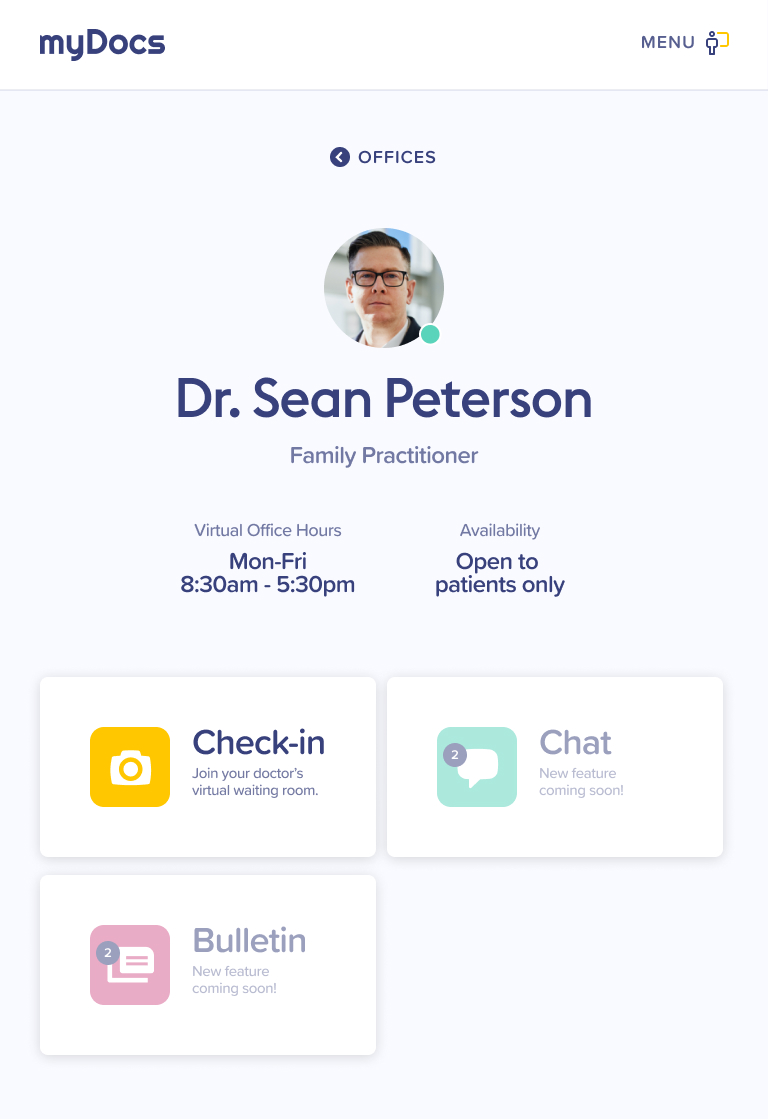 myDocs
MENU
OFFICES
Dr. Sean Peterson
Family Practitioner
Virtual Office Hours
Mon-Fri
8:30am - 5:30pm
Availability
Open to
patients only
Check-in
Join your doctor's
virtual waiting room.
2
Chat
New feature
coming soon!
2
Bulletin
New feature
coming soon!